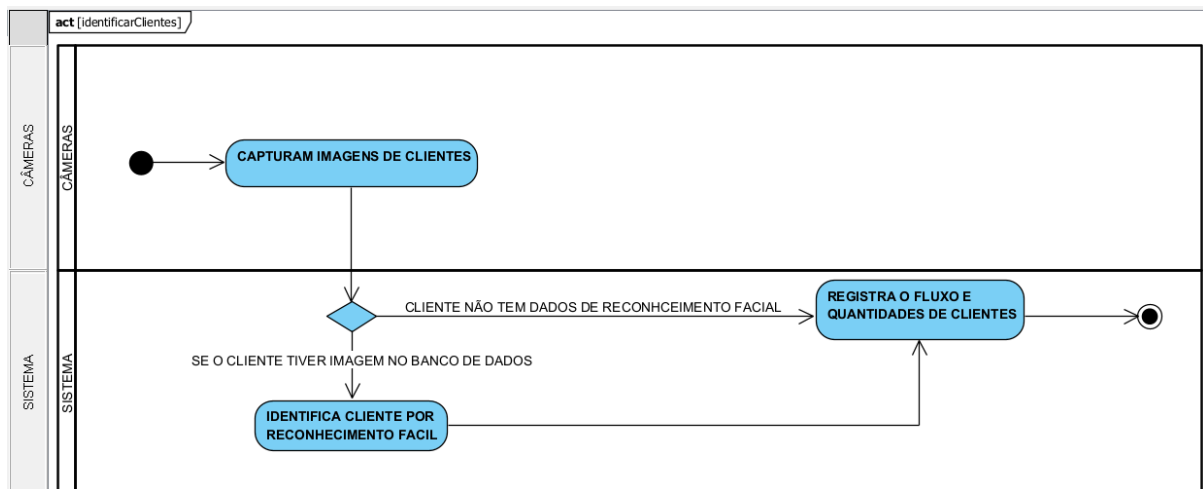 act [identificarClientes]
CÂMERAS
CÂMERAS
CAPTURAM IMAGENS DE CLIENTES
SISTEMA
SISTEMA
CLIENTE NÃO TEM DADOS DE RECONHCEIMENTO FACIAL
REGISTRA O FLUXO E
QUANTIDADES DE CLIENTES
SE O CLIENTE TIVER IMAGEM NO BANCO DE DADOS
IDENTIFICA CLIENTE POR
RECONHECIMENTO FACIL